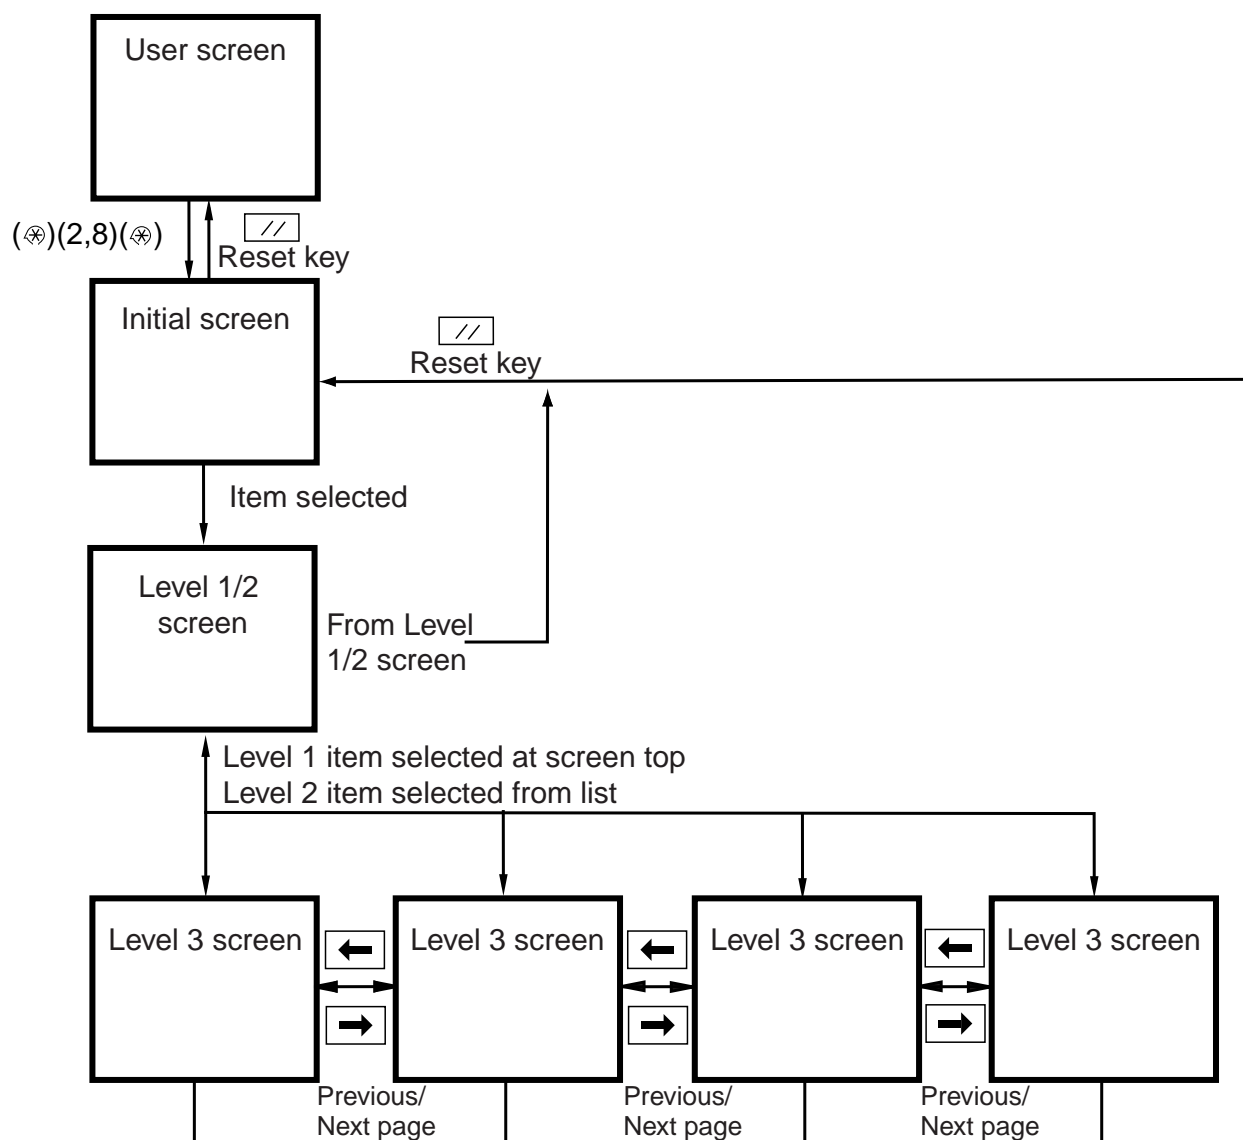 User screen
(⊛)(2,8)(⊛)
//
Reset key
Initial screen
//
Reset key
Item selected
Level 1/2
screen
From Level
1/2 screen
Level 1 item selected at screen top
Level 2 item selected from list
Level 3 screen
Level 3 screen
Level 3 screen
Level 3 screen
Previous/
Next page
Previous/
Next page
Previous/
Next page